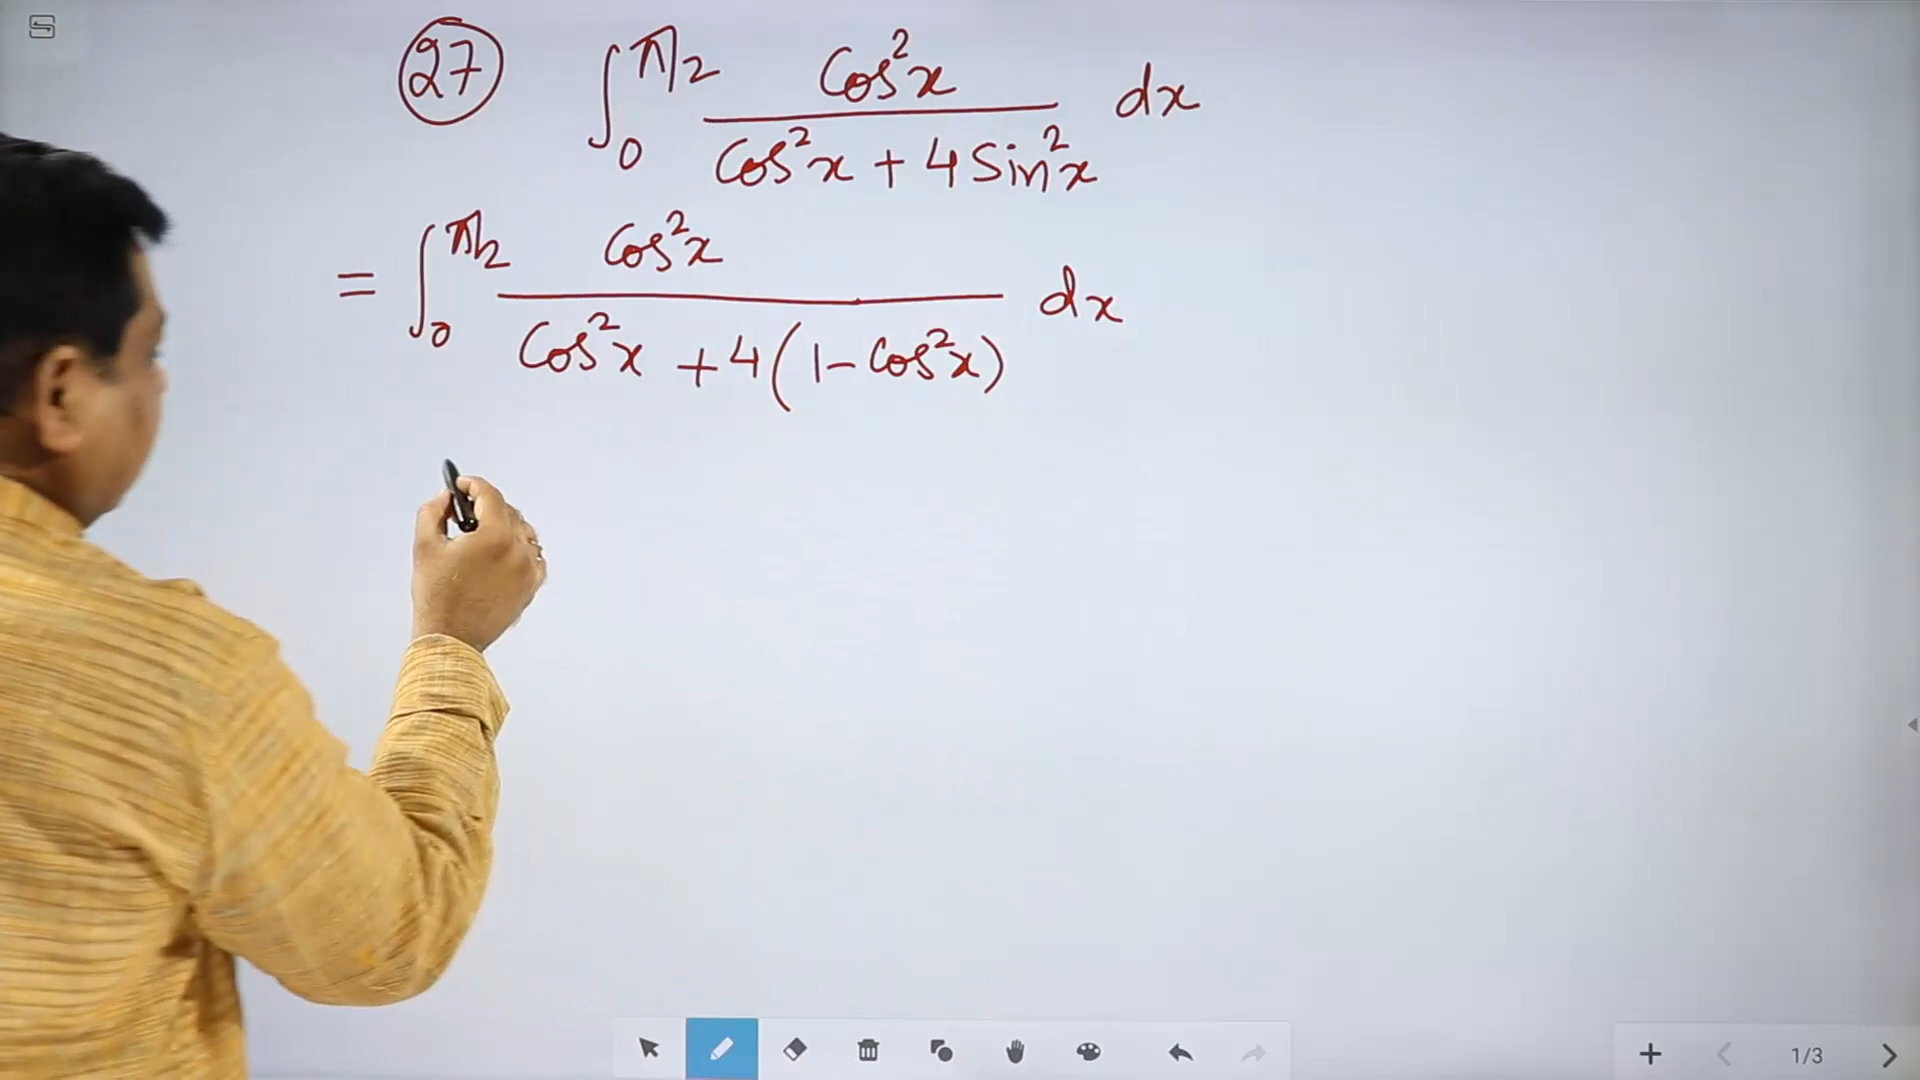 27 ∫₀^π/2 Cos²x / Cos²x + 4 Sin²x dx
= ∫₀^π/2 Cos²x / Cos²x + 4(1 - Cos²x) dx
1/3